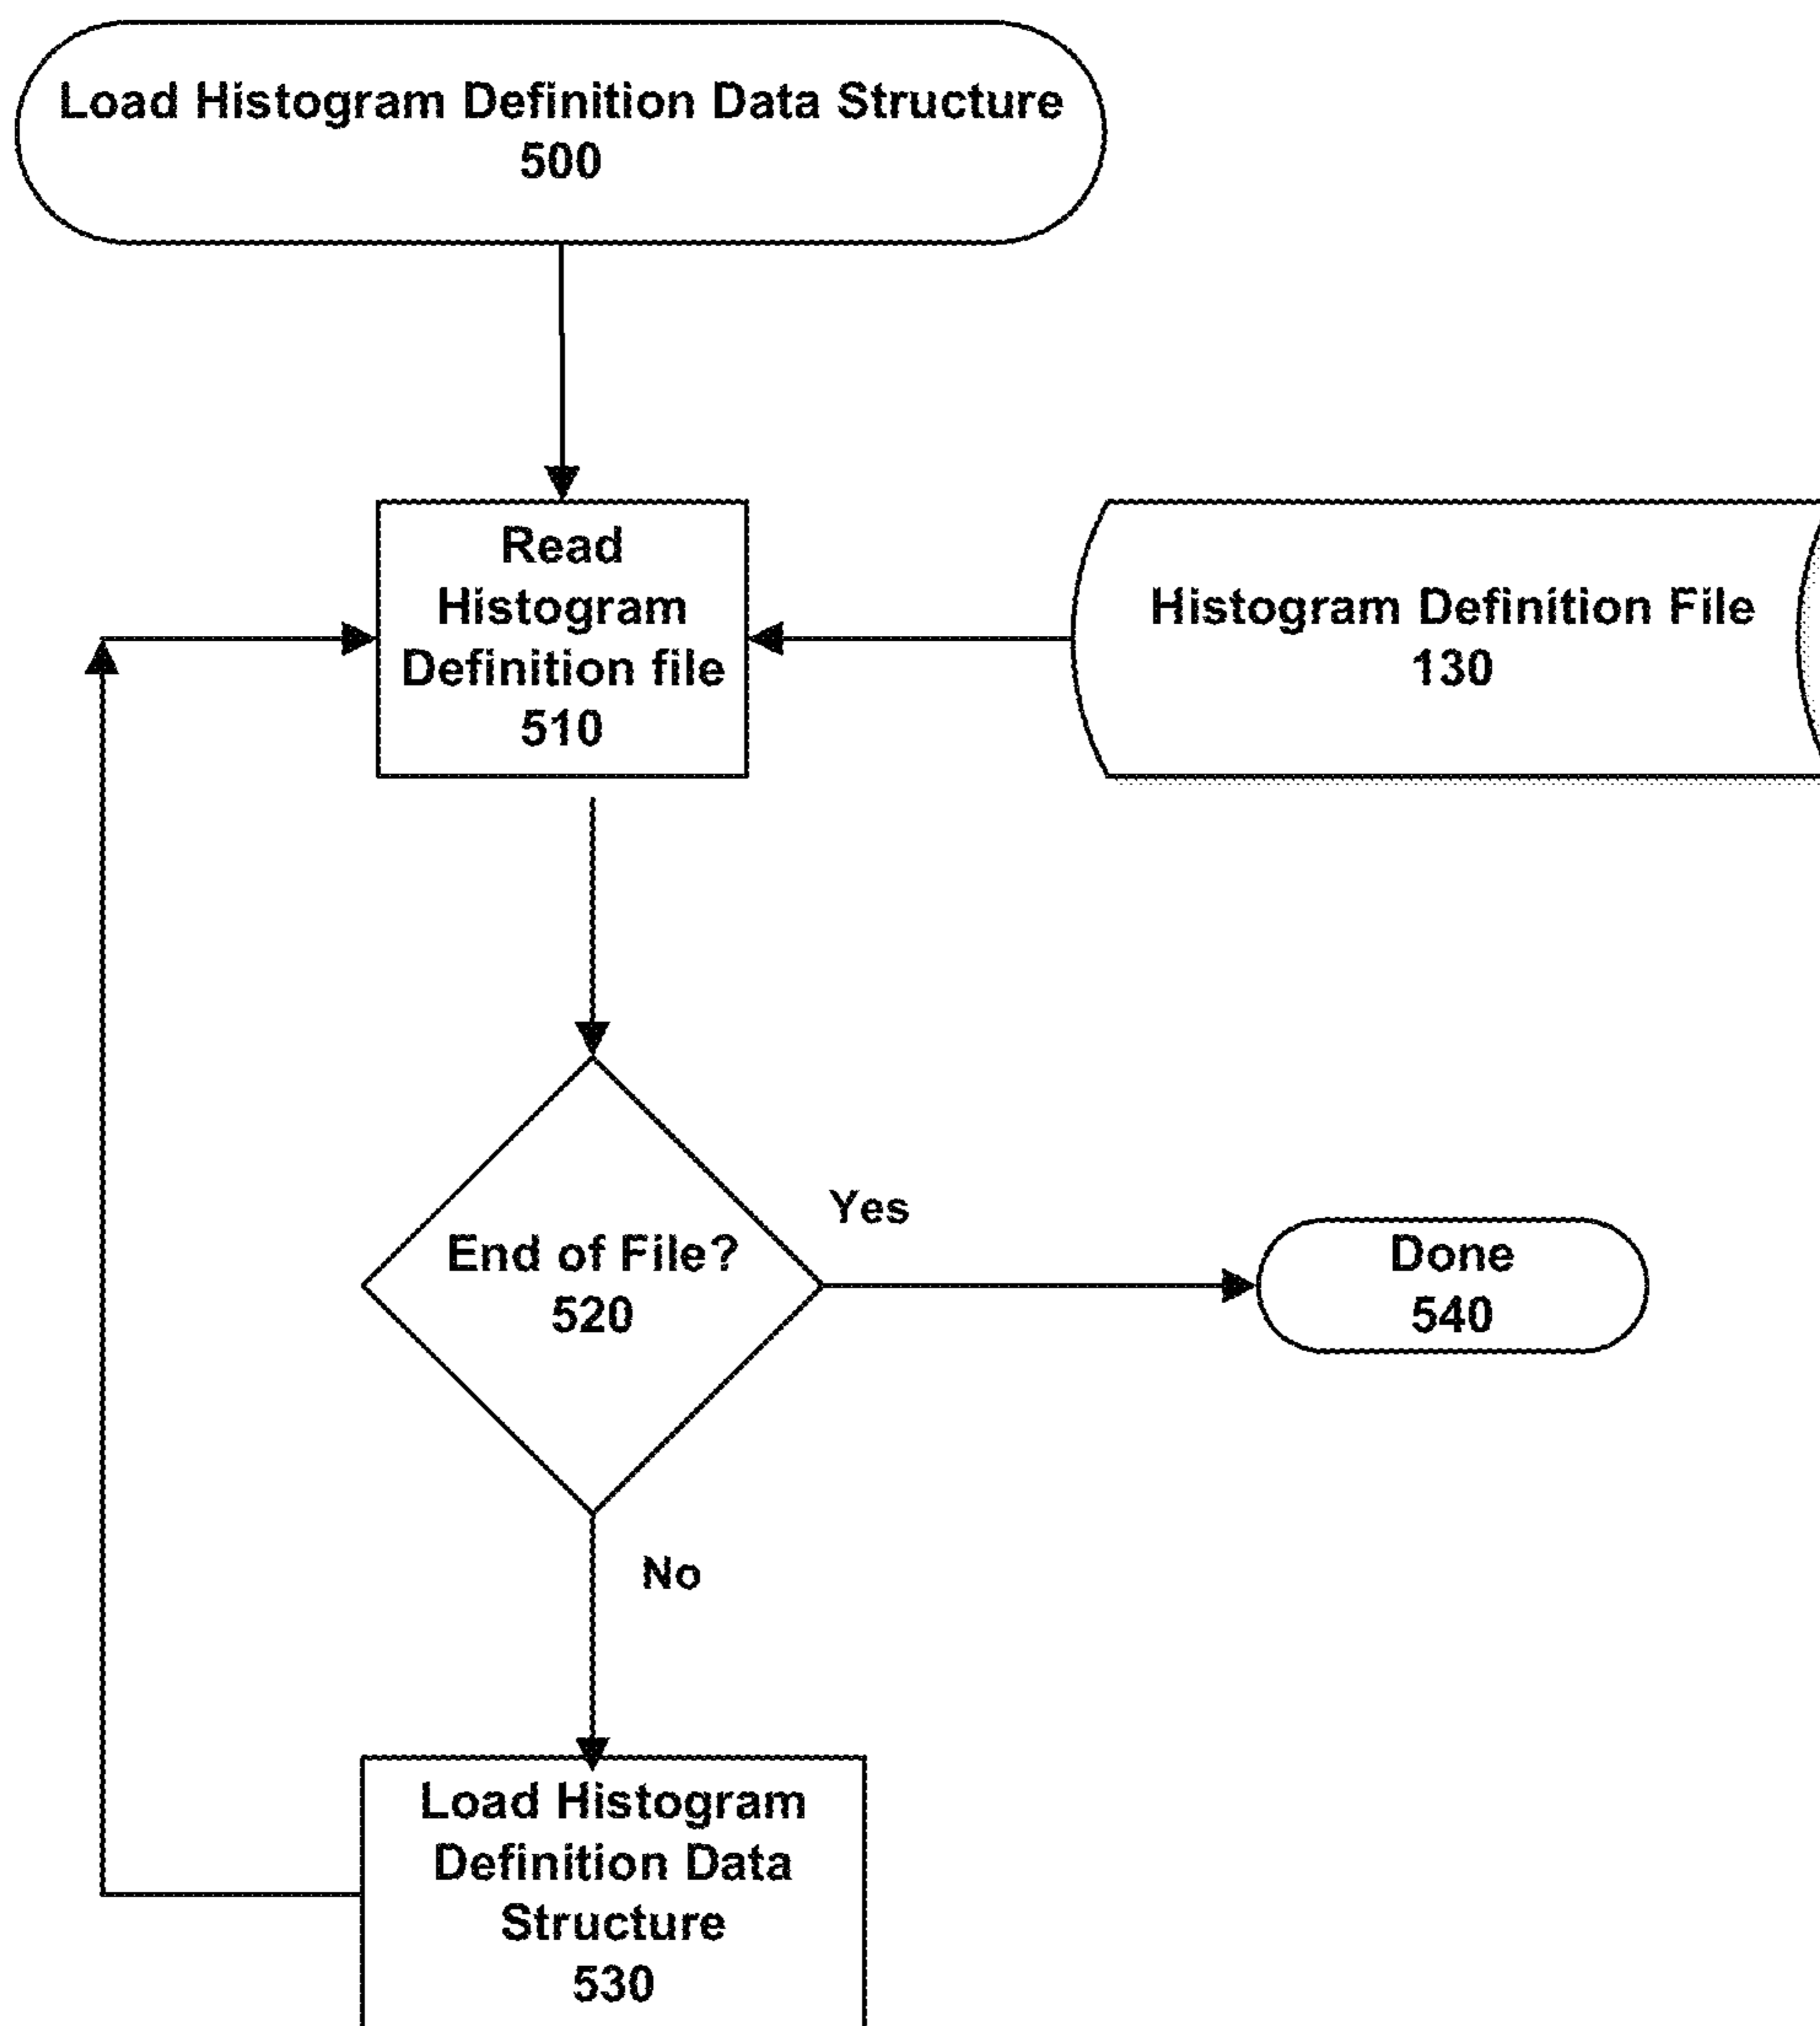 Load Histogram Definition Data Structure
500
Read
Histogram
Definition file
510
Histogram Definition File
130
End of File?
520
Yes
Done
540
No
Load Histogram
Definition Data
Structure
530